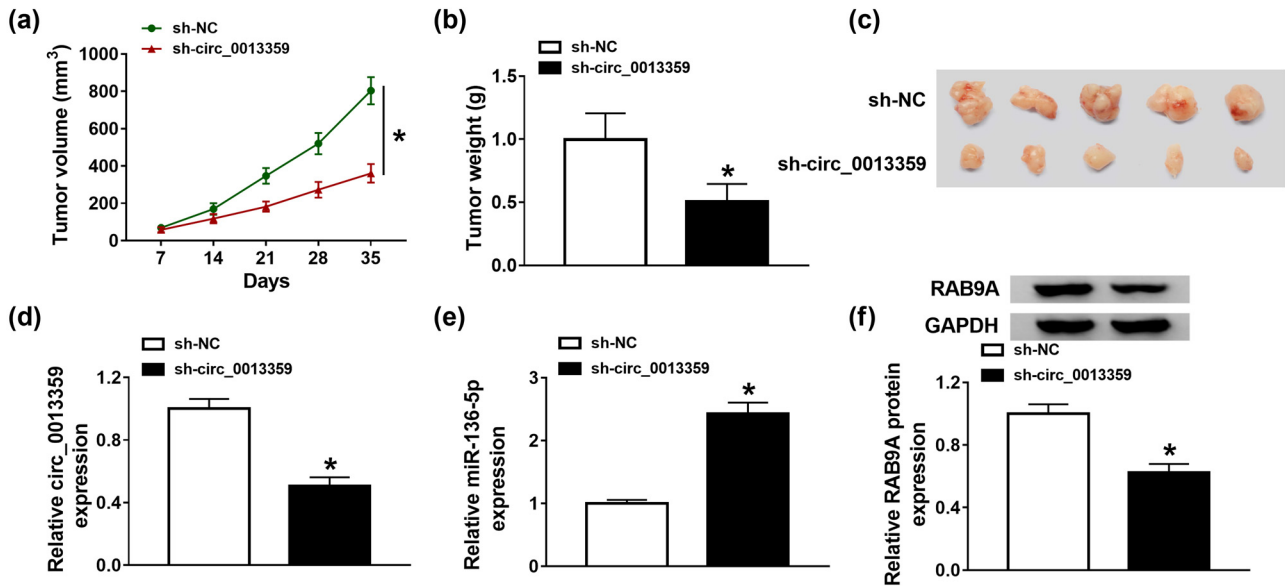 (a)
sh-NC
sh-circ_0013359
Tumor volume (mm³)
1000
800
600
400
200
0
7 14 21 28 35
Days
*
(b)
sh-NC
sh-circ_0013359
Tumor weight (g)
1.5
1.0
0.5
0.0
*
(c)
sh-NC
sh-circ_0013359
(d)
sh-NC
sh-circ_0013359
Relative circ_0013359
expression
1.2
0.8
0.4
0.0
*
(e)
sh-NC
sh-circ_0013359
Relative miR-136-5p
expression
3
2
1
0
*
(f)
RAB9A
GAPDH
sh-NC
sh-circ_0013359
Relative RAB9A protein
expression
1.2
0.8
0.4
0.0
*